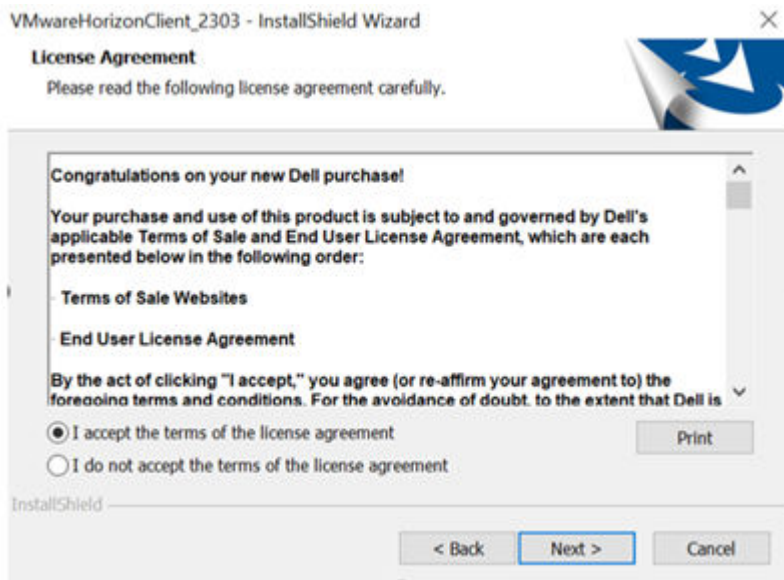 VMwareHorizonClient_2303 - InstallShield Wizard
License Agreement
Please read the following license agreement carefully.
Congratulations on your new Dell purchase!
Your purchase and use of this product is subject to and governed by Dell's
applicable Terms of Sale and End User License Agreement, which are each
presented below in the following order:
· Terms of Sale Websites
· End User License Agreement
By the act of clicking "I accept," you agree (or re-affirm your agreement to) the
foregoing terms and conditions. For the avoidance of doubt, to the extent that Dell is
I accept the terms of the license agreement
Print
I do not accept the terms of the license agreement
InstallShield
< Back
Next >
Cancel